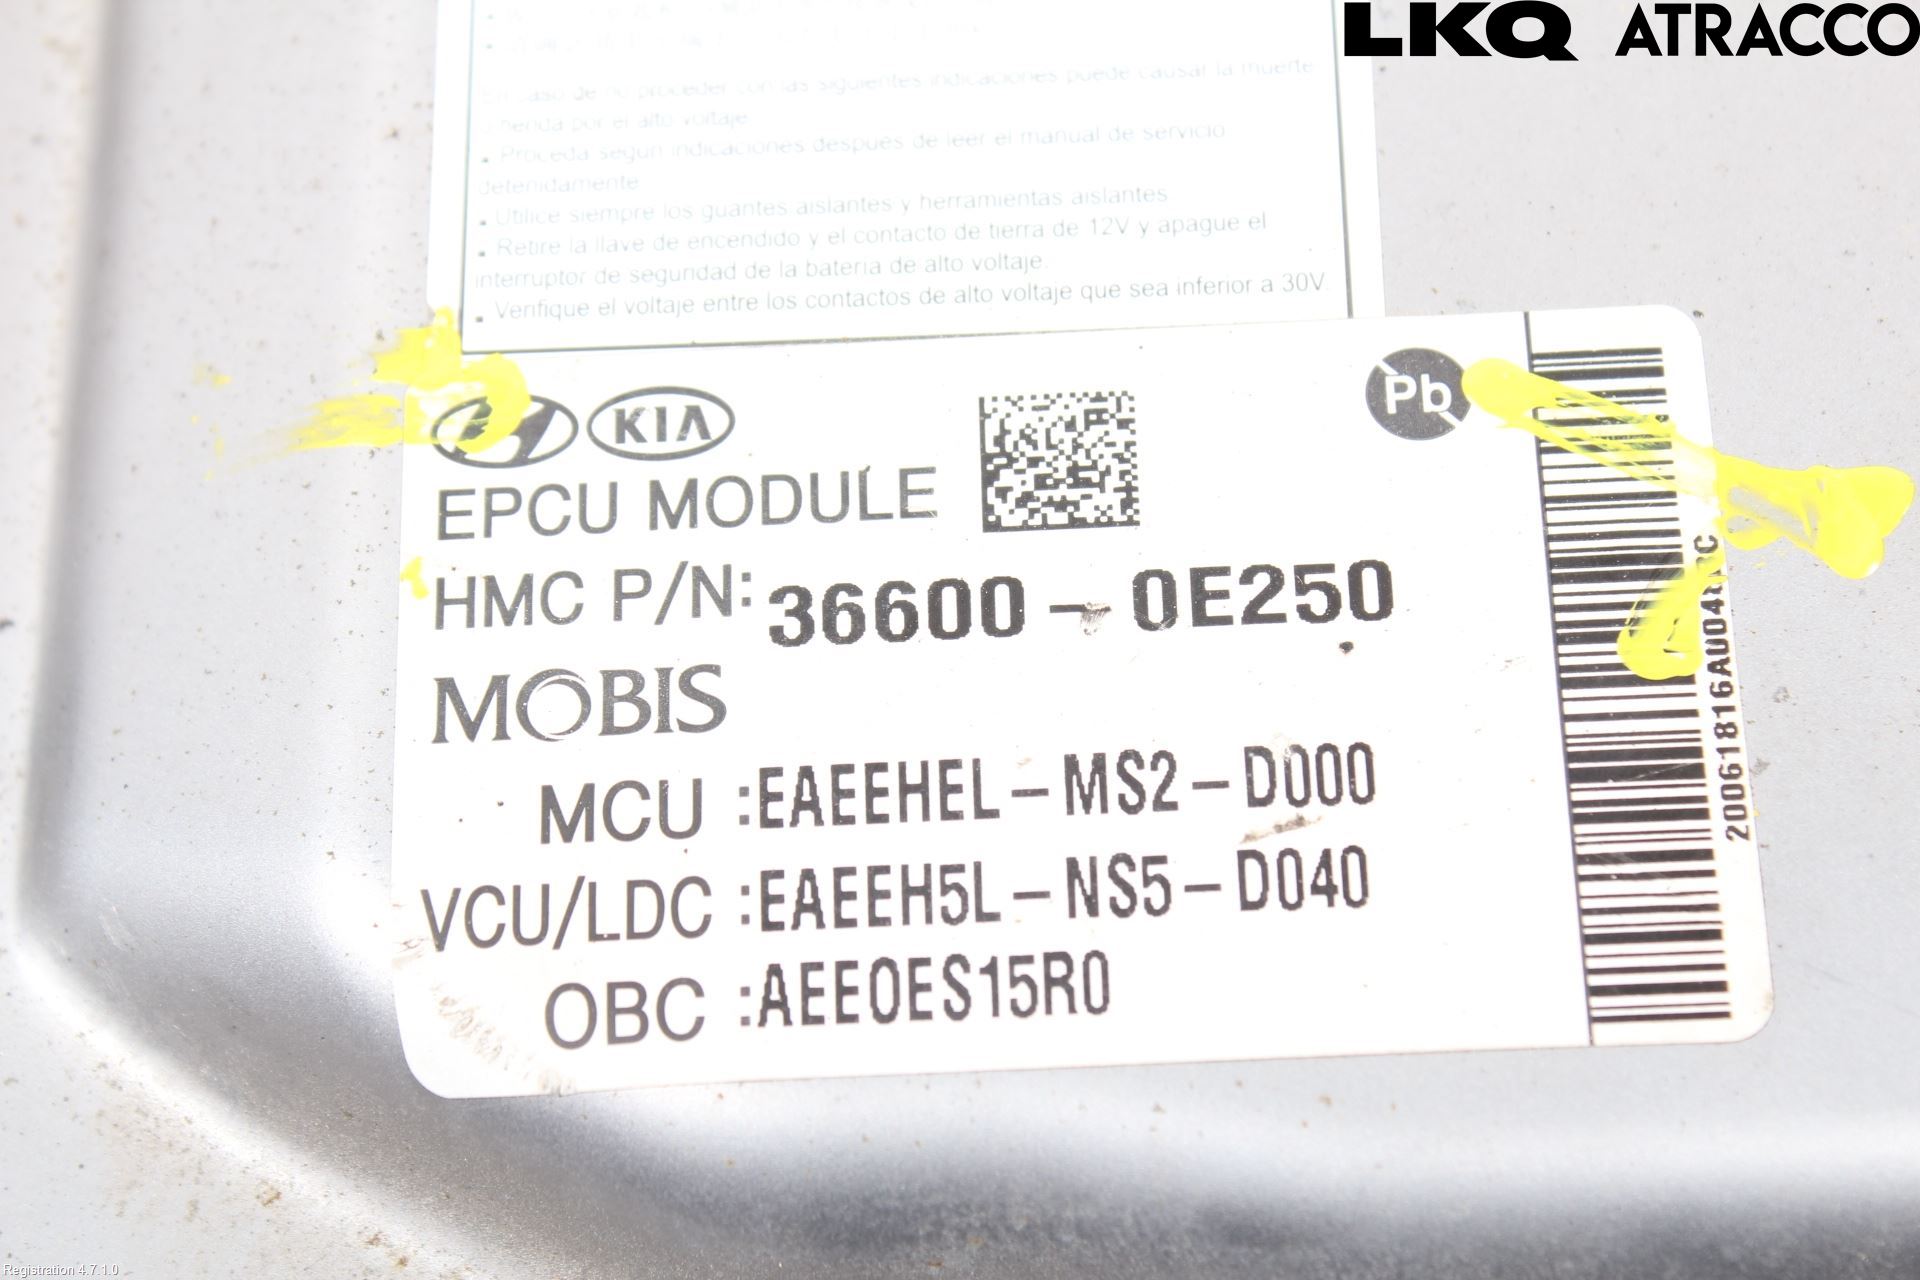 LKQ ATRACCO
En caso de no proceder con las siguientes indicaciones puede causar la muerte
o herida por el alto voltaje
. Proceda segun indicaciones despues de leer el manual de servicio
detenidamente
. Utilice siempre los guantes aislantes y herramientas aislantes
. Retire la llave de encendido y el contacto de tierra de 12V y apague el
interruptor de seguridad de la bateria de alto voltaje.
. Verifique el voltaje entre los contactos de alto voltaje que sea inferior a 30V.
KIA
Pb
EPCU MODULE
HMC P/N: 36600-0E250
MOBIS
MCU :EAEEHEL-MS2-D000
VCU/LDC :EAEEH5L-NS5-D040
OBC :AEEOES15R0
Registration 4.7.1.0